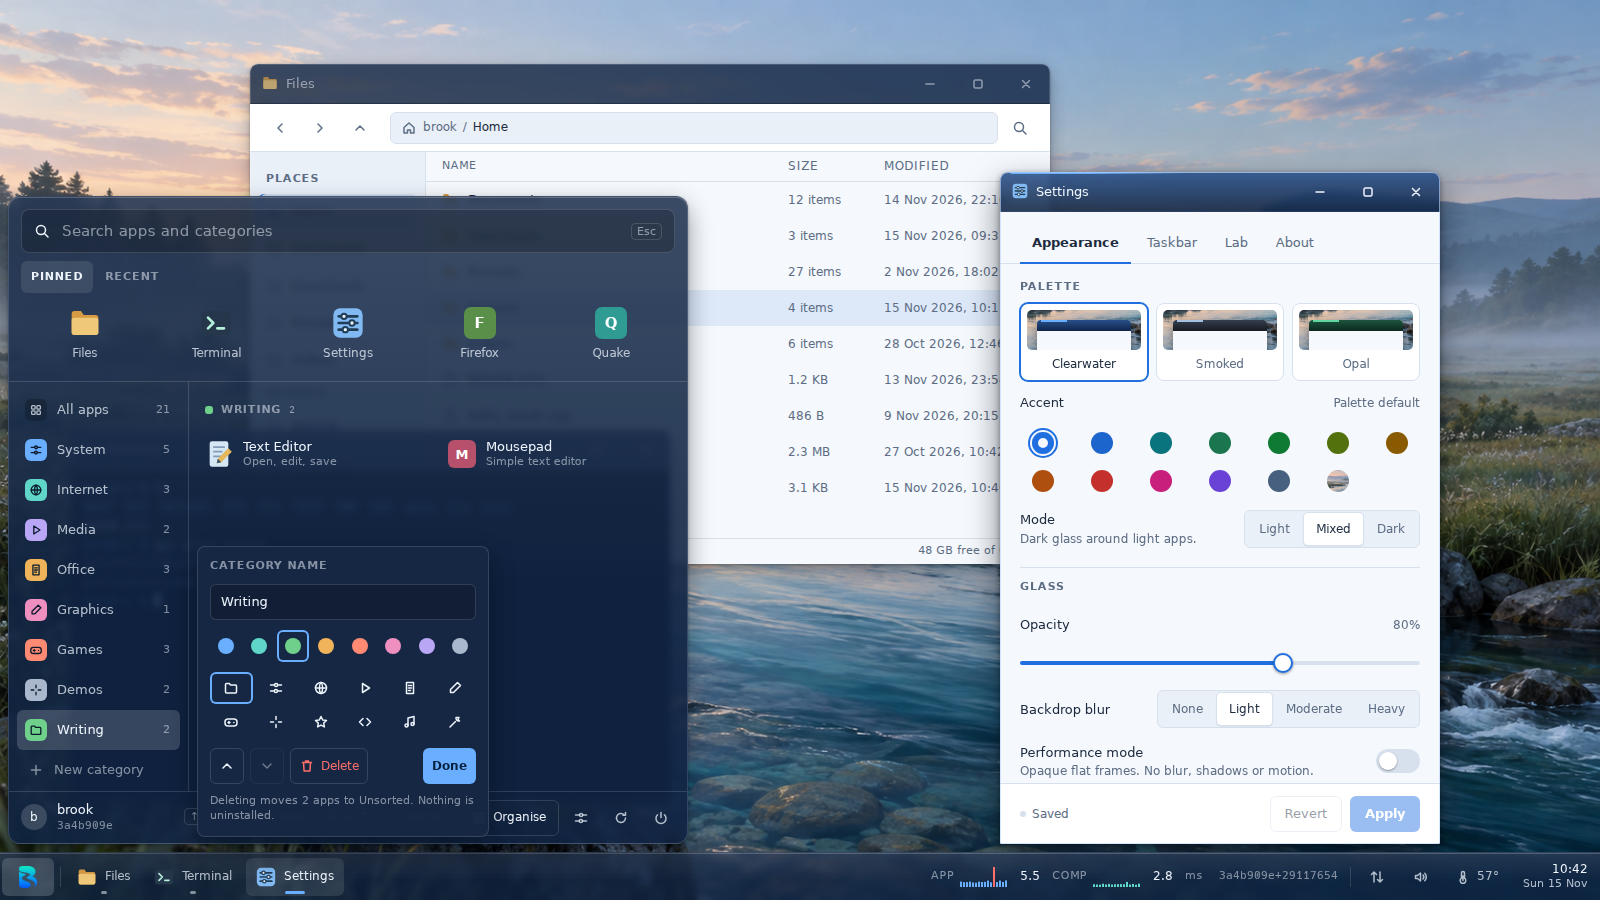 Files
brook / Home
PLACES
NAME
SIZE
MODIFIED
12 items
14 Nov 2026, 22:1
3 items
15 Nov 2026, 09:3
27 items
2 Nov 2026, 18:02
4 items
15 Nov 2026, 10:1
6 items
28 Oct 2026, 12:4
1.2 KB
13 Nov 2026, 23:5
486 B
9 Nov 2026, 20:15
2.3 MB
27 Oct 2026, 10:42
3.1 KB
15 Nov 2026, 10:4
48 GB free of
Search apps and categories
Esc
PINNED
RECENT
Files
Terminal
Settings
F
Firefox
Q
Quake
All apps 21
System 5
Internet 3
Media 2
Office 3
Graphics 1
Games 3
Demos 2
Writing 2
New category
WRITING 2
Text Editor
Open, edit, save
M
Mousepad
Simple text editor
CATEGORY NAME
Writing
Delete
Done
Deleting moves 2 apps to Unsorted. Nothing is
uninstalled.
b
brook
3a4b909e
Organise
Settings
Appearance
Taskbar
Lab
About
PALETTE
Clearwater
Smoked
Opal
Accent
Palette default
Mode
Dark glass around light apps.
Light
Mixed
Dark
GLASS
Opacity
80%
Backdrop blur
None
Light
Moderate
Heavy
Performance mode
Opaque flat frames. No blur, shadows or motion.
Saved
Revert
Apply
Files
Terminal
Settings
APP 5.5 COMP 2.8 ms
3a4b909e+29117654
57°
10:42
Sun 15 Nov